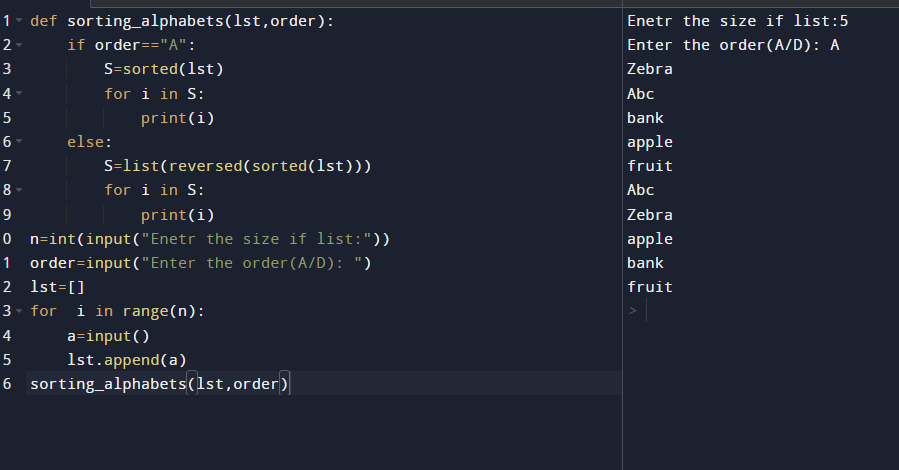 1 def sorting_alphabets(lst,order):
2     if order=="A":
3         S=sorted(lst)
4         for i in S:
5             print(i)
6     else:
7         S=list(reversed(sorted(lst)))
8         for i in S:
9             print(i)
0 n=int(input("Enetr the size if list:"))
1 order=input("Enter the order(A/D): ")
2 lst=[]
3 for  i in range(n):
4     a=input()
5     lst.append(a)
6 sorting_alphabets(lst,order)
Enetr the size if list:5
Enter the order(A/D): A
Zebra
Abc
bank
apple
fruit
Abc
Zebra
apple
bank
fruit
>